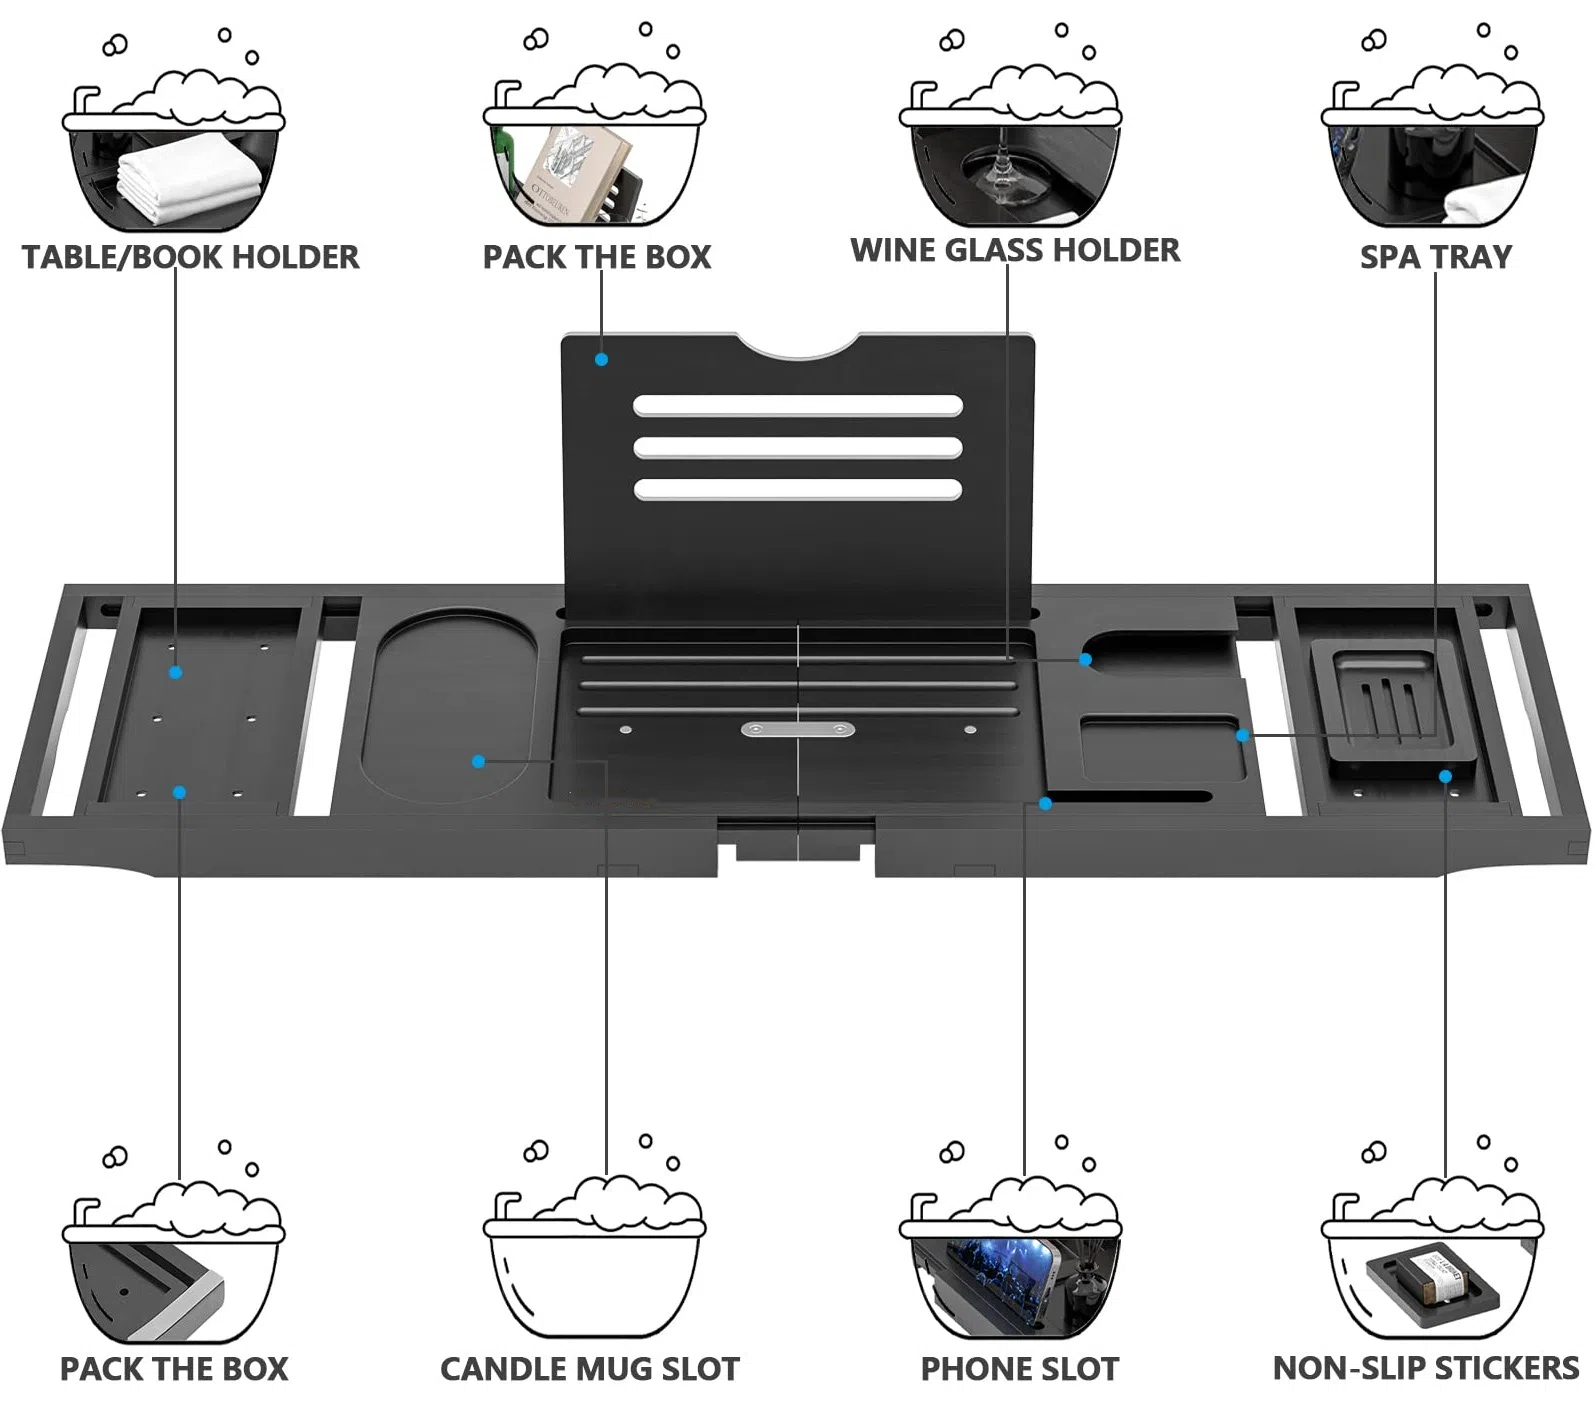 TABLE/BOOK HOLDER
PACK THE BOX
WINE GLASS HOLDER
SPA TRAY
OTTOBEUREN
PACK THE BOX
CANDLE MUG SLOT
PHONE SLOT
NON-SLIP STICKERS